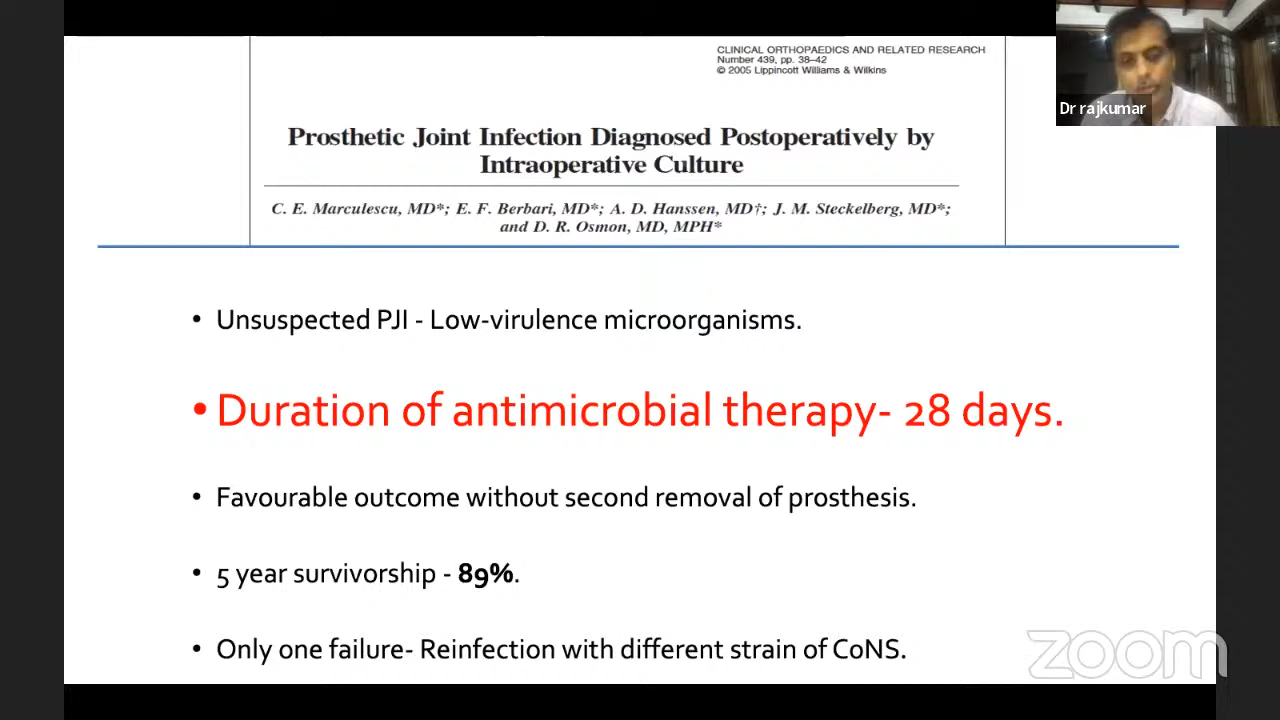 CLINICAL ORTHOPAEDICS AND RELATED RESEARCH
Number 439, pp. 38–42
© 2005 Lippincott Williams & Wilkins
Dr rajkumar
Prosthetic Joint Infection Diagnosed Postoperatively by
Intraoperative Culture
C. E. Marculescu, MD*; E. F. Berbari, MD*; A. D. Hanssen, MD†; J. M. Steckelberg, MD*;
and D. R. Osmon, MD, MPH*
• Unsuspected PJI - Low-virulence microorganisms.
• Duration of antimicrobial therapy- 28 days.
• Favourable outcome without second removal of prosthesis.
• 5 year survivorship - 89%.
• Only one failure- Reinfection with different strain of CoNS.
zoom